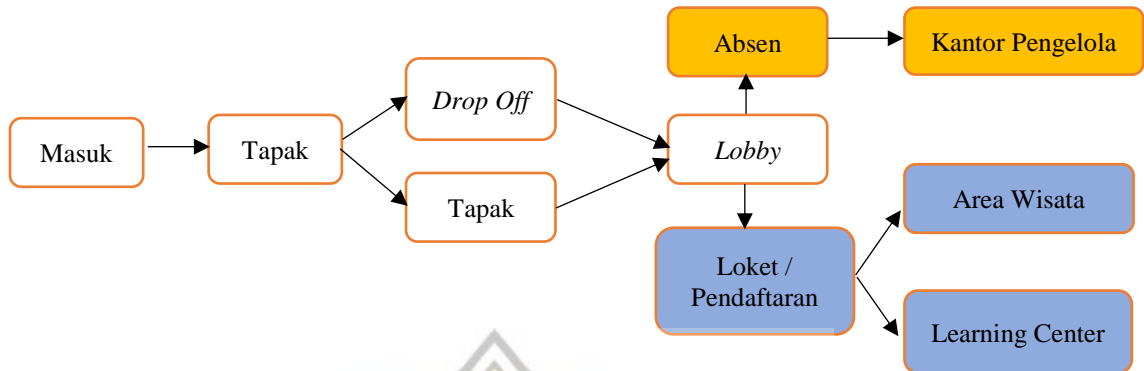 Masuk
Tapak
Drop Off
Tapak
Lobby
Absen
Kantor Pengelola
Loket /
Pendaftaran
Area Wisata
Learning Center